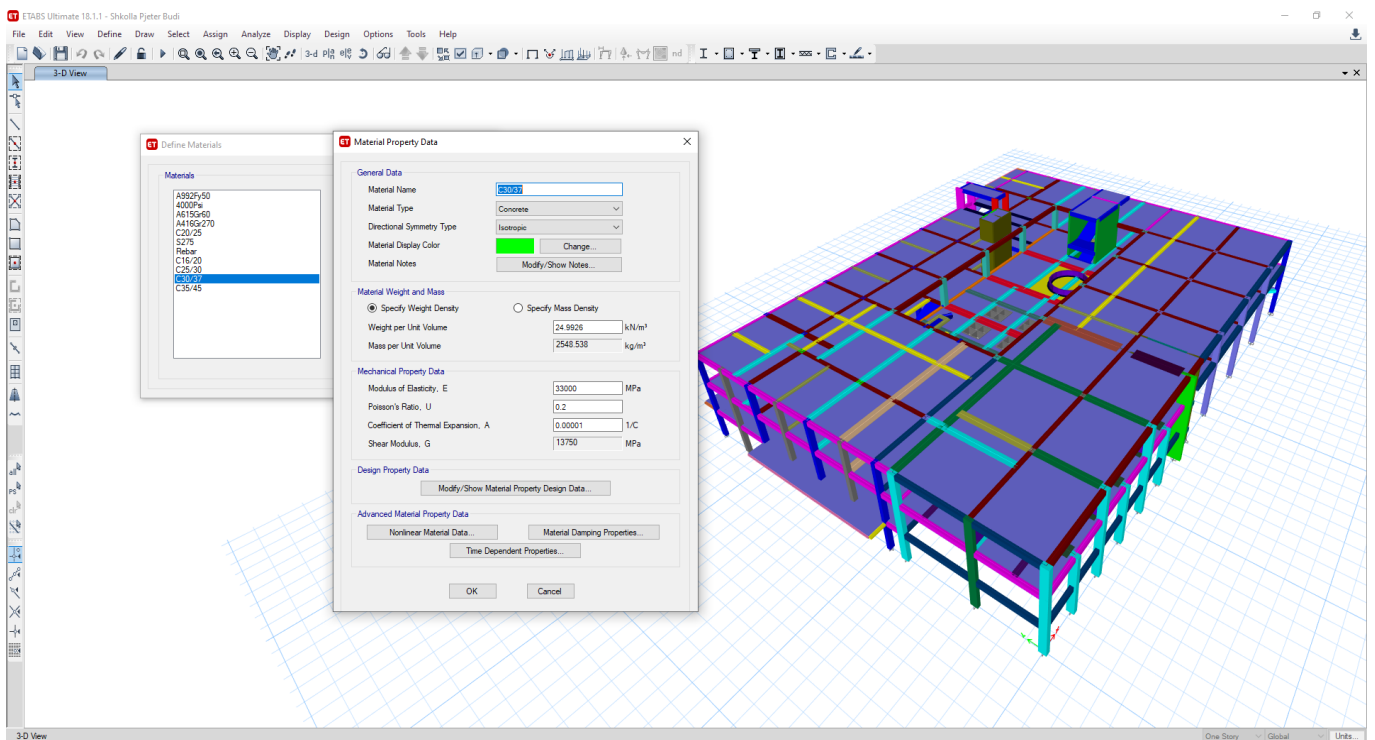 ETABS Ultimate 18.1.1 - Shkolla Pjeter Budi
File Edit View Define Draw Select Assign Analyze Display Design Options Tools Help
3-d
nd
3-D View
Define Materials
Materials
A992Fy50
4000Psi
A615Gr60
A416Gr270
C20/25
S275
Rebar
C16/20
C25/30
C30/37
C35/45
Material Property Data
General Data
Material Name C30/37
Material Type Concrete
Directional Symmetry Type Isotropic
Material Display Color Change...
Material Notes Modify/Show Notes...
Material Weight and Mass
Specify Weight Density Specify Mass Density
Weight per Unit Volume 24.9926 kN/m³
Mass per Unit Volume 2548.538 kg/m³
Mechanical Property Data
Modulus of Elasticity, E 33000 MPa
Poisson's Ratio, U 0.2
Coefficient of Thermal Expansion, A 0.00001 1/C
Shear Modulus, G 13750 MPa
Design Property Data
Modify/Show Material Property Design Data...
Advanced Material Property Data
Nonlinear Material Data... Material Damping Properties...
Time Dependent Properties...
OK Cancel
all
ps
clr
3-D View One Story Global Units...